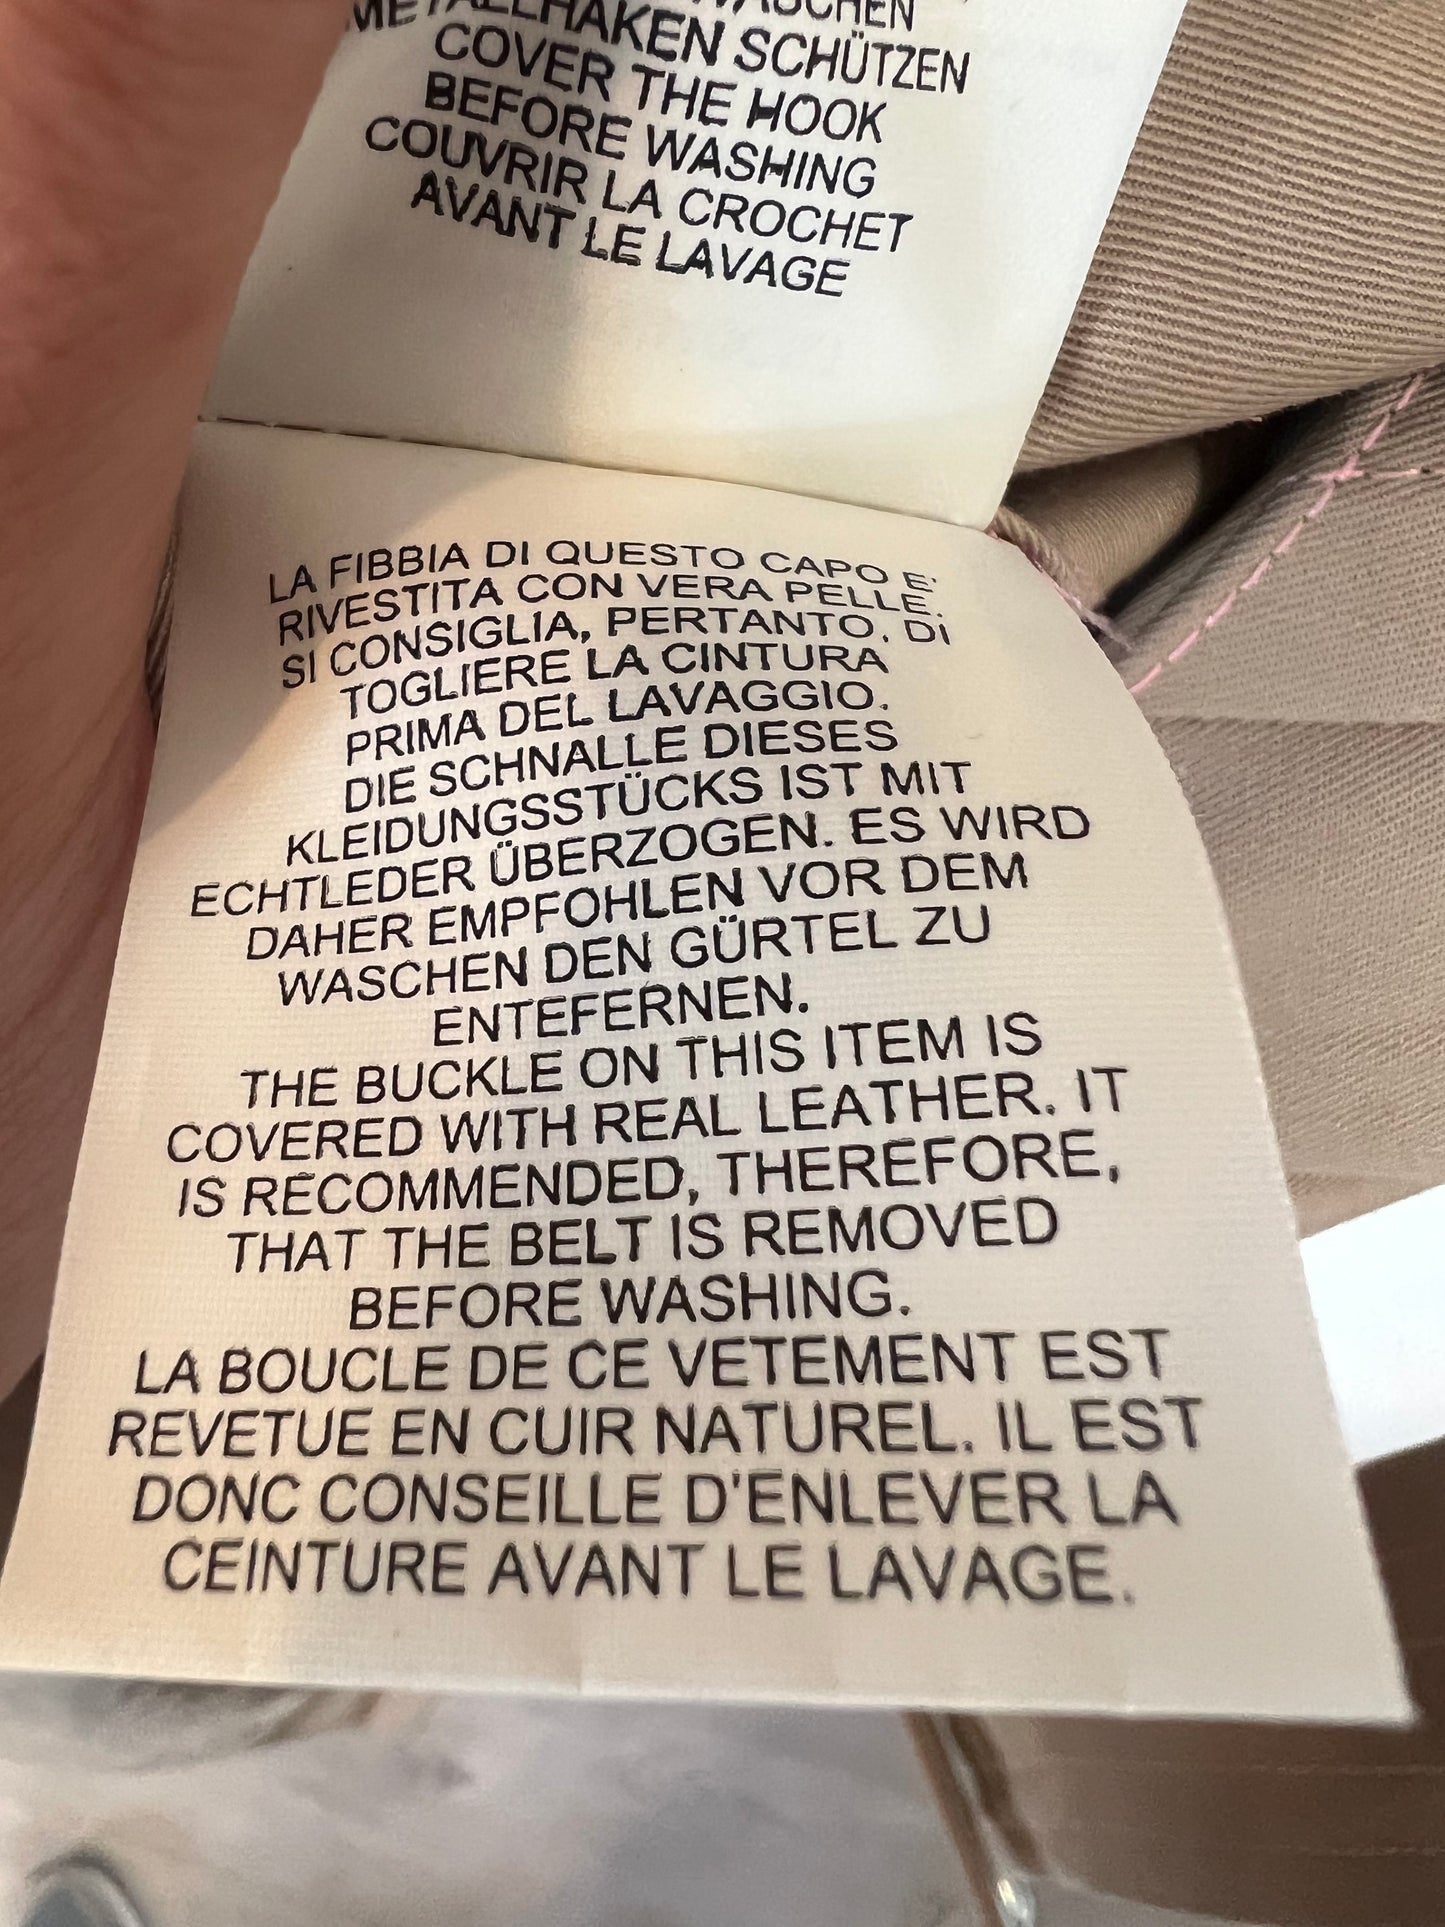 METALLHAKEN SCHÜTZEN
COVER THE HOOK
BEFORE WASHING
COUVRIR LA CROCHET
AVANT LE LAVAGE
LA FIBBIA DI QUESTO CAPO E'
RIVESTITA CON VERA PELLE.
SI CONSIGLIA, PERTANTO, DI
TOGLIERE LA CINTURA
PRIMA DEL LAVAGGIO.
DIE SCHNALLE DIESES
KLEIDUNGSSTÜCKS IST MIT
ECHTLEDER ÜBERZOGEN. ES WIRD
DAHER EMPFOHLEN VOR DEM
WASCHEN DEN GÜRTEL ZU
ENTEFERNEN.
THE BUCKLE ON THIS ITEM IS
COVERED WITH REAL LEATHER. IT
IS RECOMMENDED, THEREFORE,
THAT THE BELT IS REMOVED
BEFORE WASHING.
LA BOUCLE DE CE VETEMENT EST
REVETUE EN CUIR NATUREL. IL EST
DONC CONSEILLE D'ENLEVER LA
CEINTURE AVANT LE LAVAGE.